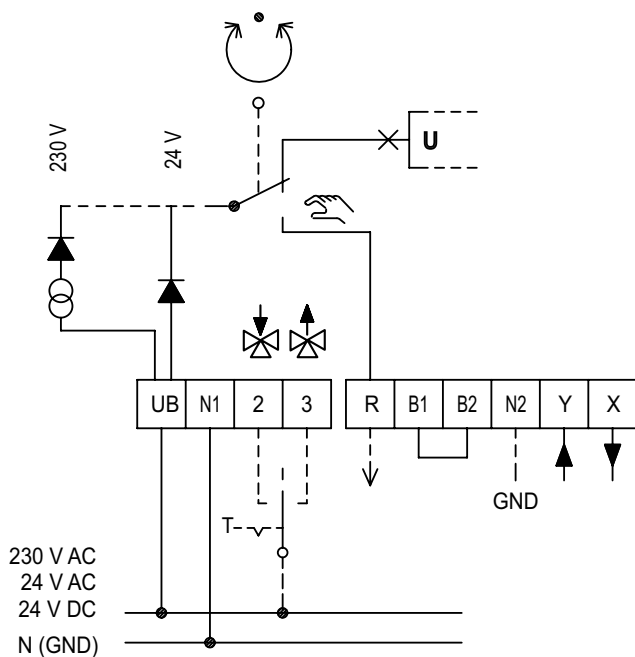 230 V
24 V
U
UB N1 2 3 R B1 B2 N2 Y X
GND
T
230 V AC
24 V AC
24 V DC
N (GND)